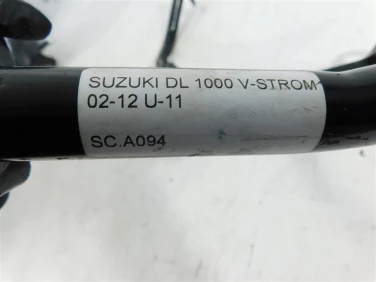 SUZUKI DL 1000 V-STROM
02-12 U-11
SC.A094